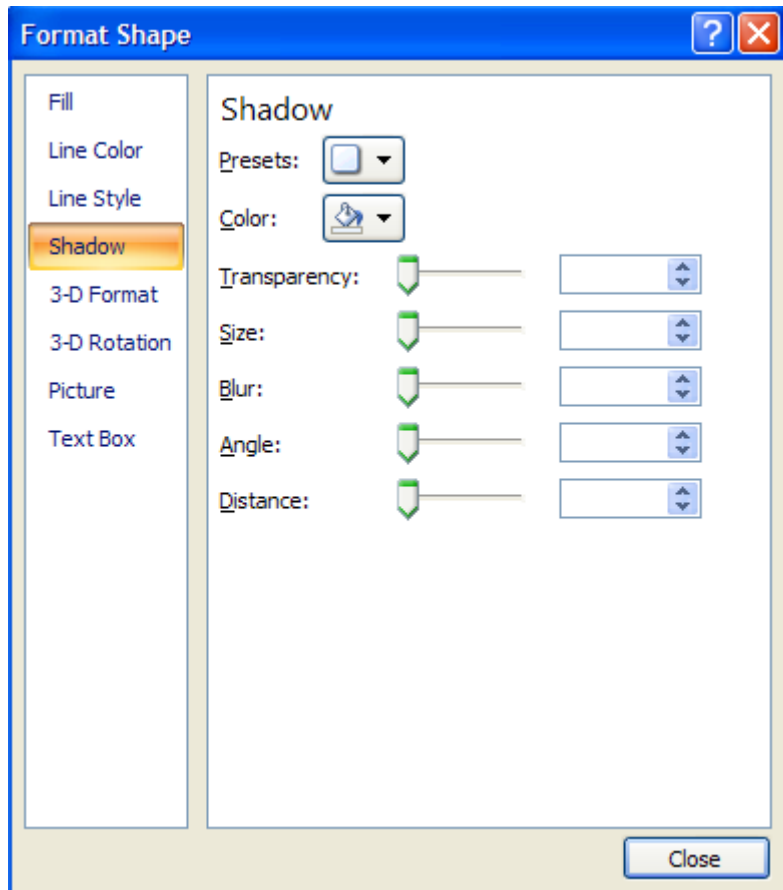 Format Shape
?
Fill
Line Color
Line Style
Shadow
3-D Format
3-D Rotation
Picture
Text Box
Shadow
Presets:
Color:
Transparency:
Size:
Blur:
Angle:
Distance:
Close